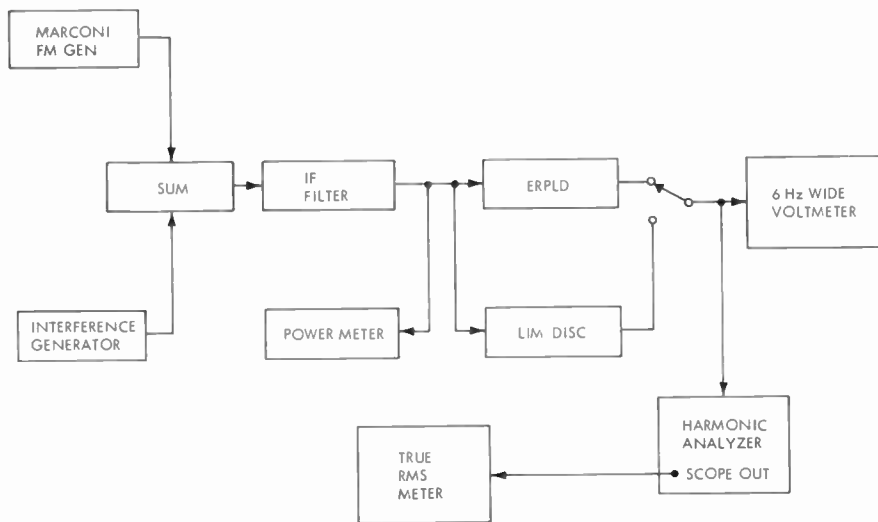 MARCONI
FM GEN
SUM
IF
FILTER
ERPLD
6 Hz WIDE
VOLTMETER
INTERFERENCE
GENERATOR
POWER METER
LIM DISC
HARMONIC
ANALYZER
SCOPE OUT
TRUE
RMS
METER